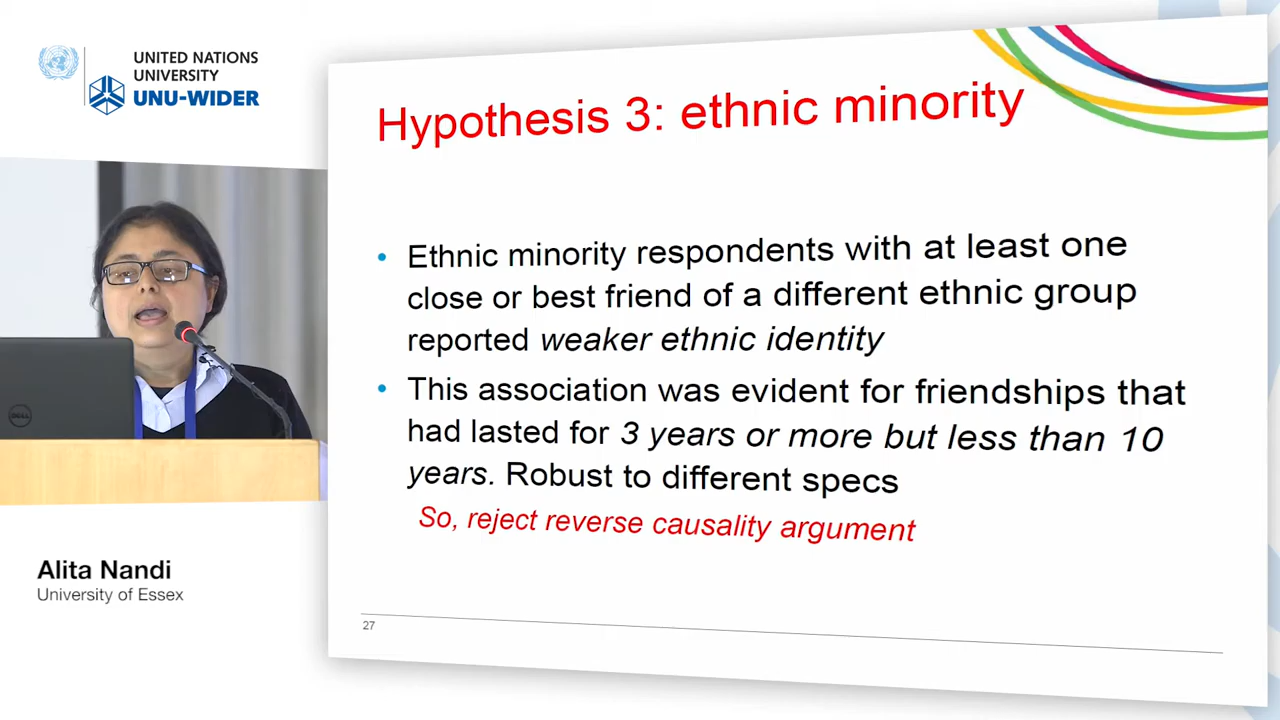 UNITED NATIONS
UNIVERSITY
UNU-WIDER
Hypothesis 3: ethnic minority
• Ethnic minority respondents with at least one
close or best friend of a different ethnic group
reported weaker ethnic identity
• This association was evident for friendships that
had lasted for 3 years or more but less than 10
years. Robust to different specs
So, reject reverse causality argument
DELL
Alita Nandi
University of Essex
27